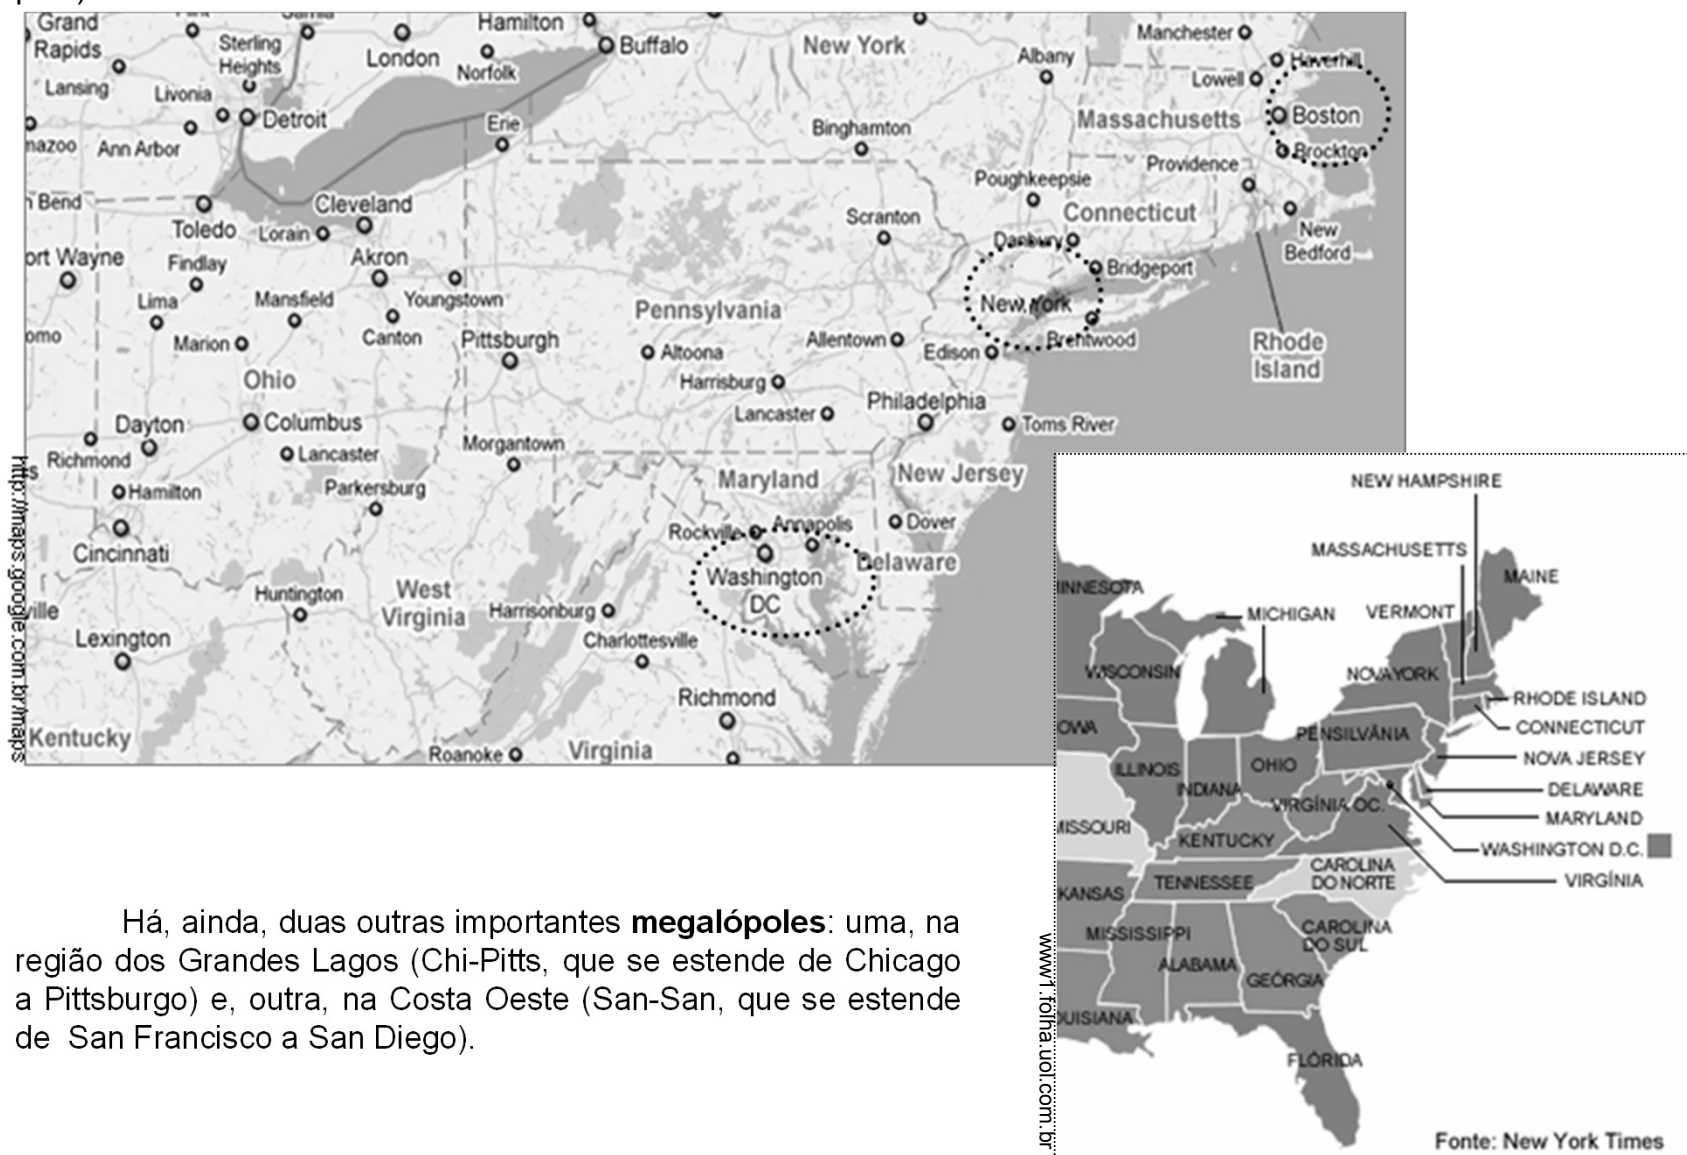 Grand
Rapids
Lansing
Sterling
Heights
Livonia
Detroit
Ann Arbor
London
Hamilton
Norfolk
Buffalo
New York
Albany
Manchester
Haverhill
Lowell
Boston
Massachusetts
Brockton
Erie
Binghamton
Providence
Poughkeepsie
Connecticut
New
Bedford
Toledo
Cleveland
Lorain
Scranton
Danbury
Bridgeport
ort Wayne
Findlay
Akron
Lima
Mansfield
Youngstown
New York
Brentwood
Marion
Canton
Pittsburgh
Pennsylvania
Altoona
Allentown
Edison
Rhode
Island
Ohio
Harrisburg
Lancaster
Philadelphia
Toms River
Dayton
Columbus
Richmond
Lancaster
Morgantown
Maryland
New Jersey
Hamilton
Parkersburg
Cincinnati
Rockville
Annapolis
Dover
Washington
DC
Delaware
Huntington
West
Virginia
Harrisonburg
Charlottesville
ville
Lexington
Richmond
Kentucky
Roanoke
Virginia
http://maps.google.com.br/maps
NEW HAMPSHIRE
MASSACHUSETTS
MAINE
INNESOTA
MICHIGAN
VERMONT
WISCONSIN
NOVA YORK
RHODE ISLAND
OWA
CONNECTICUT
PENSILVÂNIA
NOVA JERSEY
ILLINOIS
INDIANA
OHIO
DELAWARE
VIRGÍNIA OC.
MARYLAND
MISSOURI
KENTUCKY
WASHINGTON D.C.
CAROLINA
DO NORTE
VIRGÍNIA
KANSAS
TENNESSEE
MISSISSIPPI
CAROLINA
DO SUL
ALABAMA
GEÓRGIA
OUISIANA
FLÓRIDA
www1.folha.uol.com.br
Fonte: New York Times
Há, ainda, duas outras importantes megalópoles: uma, na
região dos Grandes Lagos (Chi-Pitts, que se estende de Chicago
a Pittsburgo) e, outra, na Costa Oeste (San-San, que se estende
de San Francisco a San Diego).